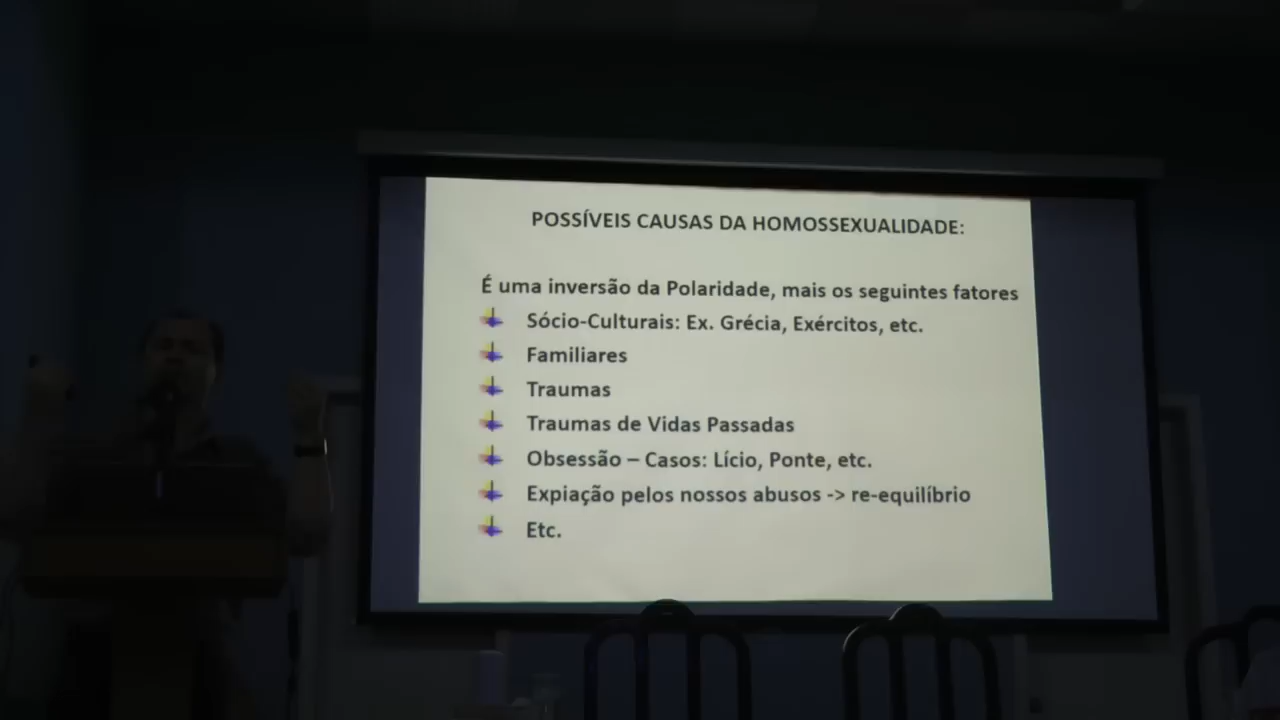 POSSÍVEIS CAUSAS DA HOMOSSEXUALIDADE:
É uma inversão da Polaridade, mais os seguintes fatores
Sócio-Culturais: Ex. Grécia, Exércitos, etc.
Familiares
Traumas
Traumas de Vidas Passadas
Obsessão – Casos: Lício, Ponte, etc.
Expiação pelos nossos abusos -> re-equilíbrio
Etc.